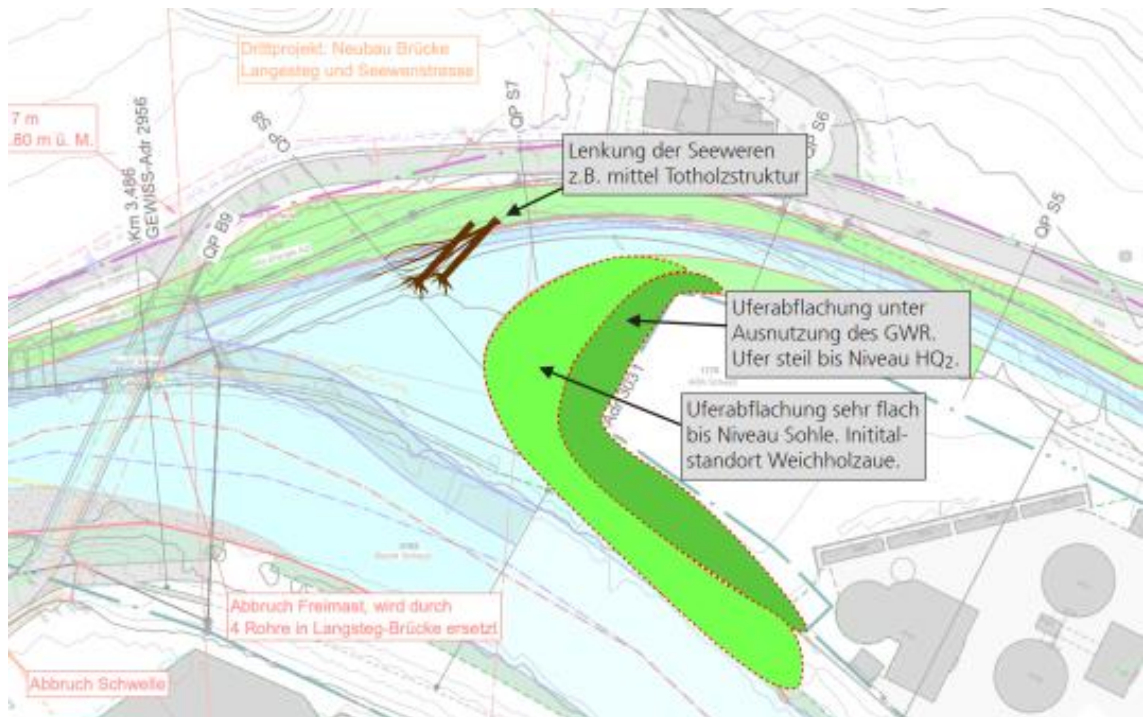 Drittprojekt: Neubau Brücke
Langesteg und Seewenstrasse
7 m
.80 m ü. M.
Km 3.486
GEWISS-Adr 2956
QP B9
QP S8
QP S7
QP S6
QP S5
Lenkung der Seeweren
z.B. mittel Totholzstruktur
Uferabflachung unter
Ausnutzung des GWR.
Ufer steil bis Niveau HQ2.
Uferabflachung sehr flach
bis Niveau Sohle. Initital-
standort Weichholzaue.
Abbruch Freimast, wird durch
4 Rohre in Langsteg-Brücke ersetzt
Abbruch Schwelle